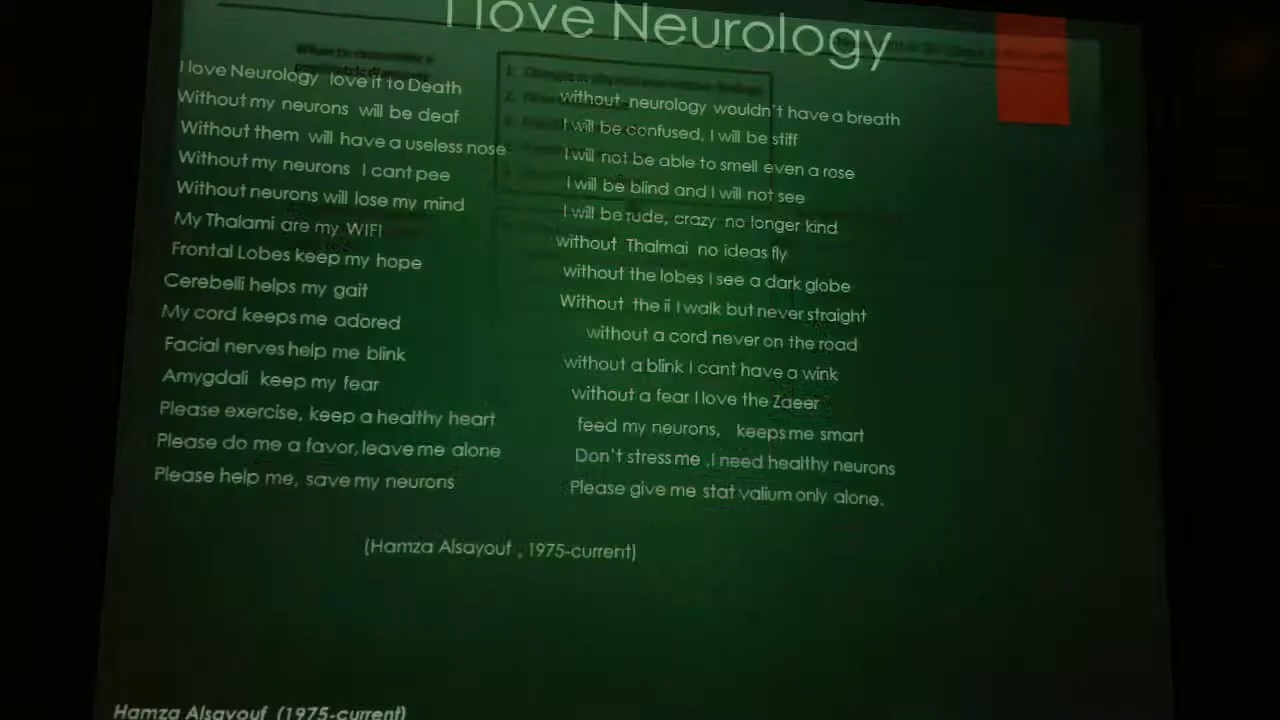 I love Neurology
I love Neurology love it to Death
without neurology wouldn't have a breath
Without my neurons will be deaf
I will be confused, I will be stiff
Without them will have a useless nose
I will not be able to smell even a rose
Without my neurons I cant pee
I will be blind and I will not see
Without neurons will lose my mind
I will be rude, crazy no longer kind
My Thalami are my WIFI
without Thalmai no ideas fly
Frontal Lobes keep my hope
without the lobes I see a dark globe
Cerebelli helps my gait
Without the ii I walk but never straight
My cord keeps me adored
without a cord never on the road
Facial nerves help me blink
without a blink I cant have a wink
Amygdali keep my fear
without a fear I love the Zaeer
Please exercise, keep a healthy heart
feed my neurons, keeps me smart
Please do me a favor, leave me alone
Don't stress me ,I need healthy neurons
Please help me, save my neurons
Please give me stat valium only alone.
(Hamza Alsayouf , 1975-current)
Hamza Alsayouf (1975-current)